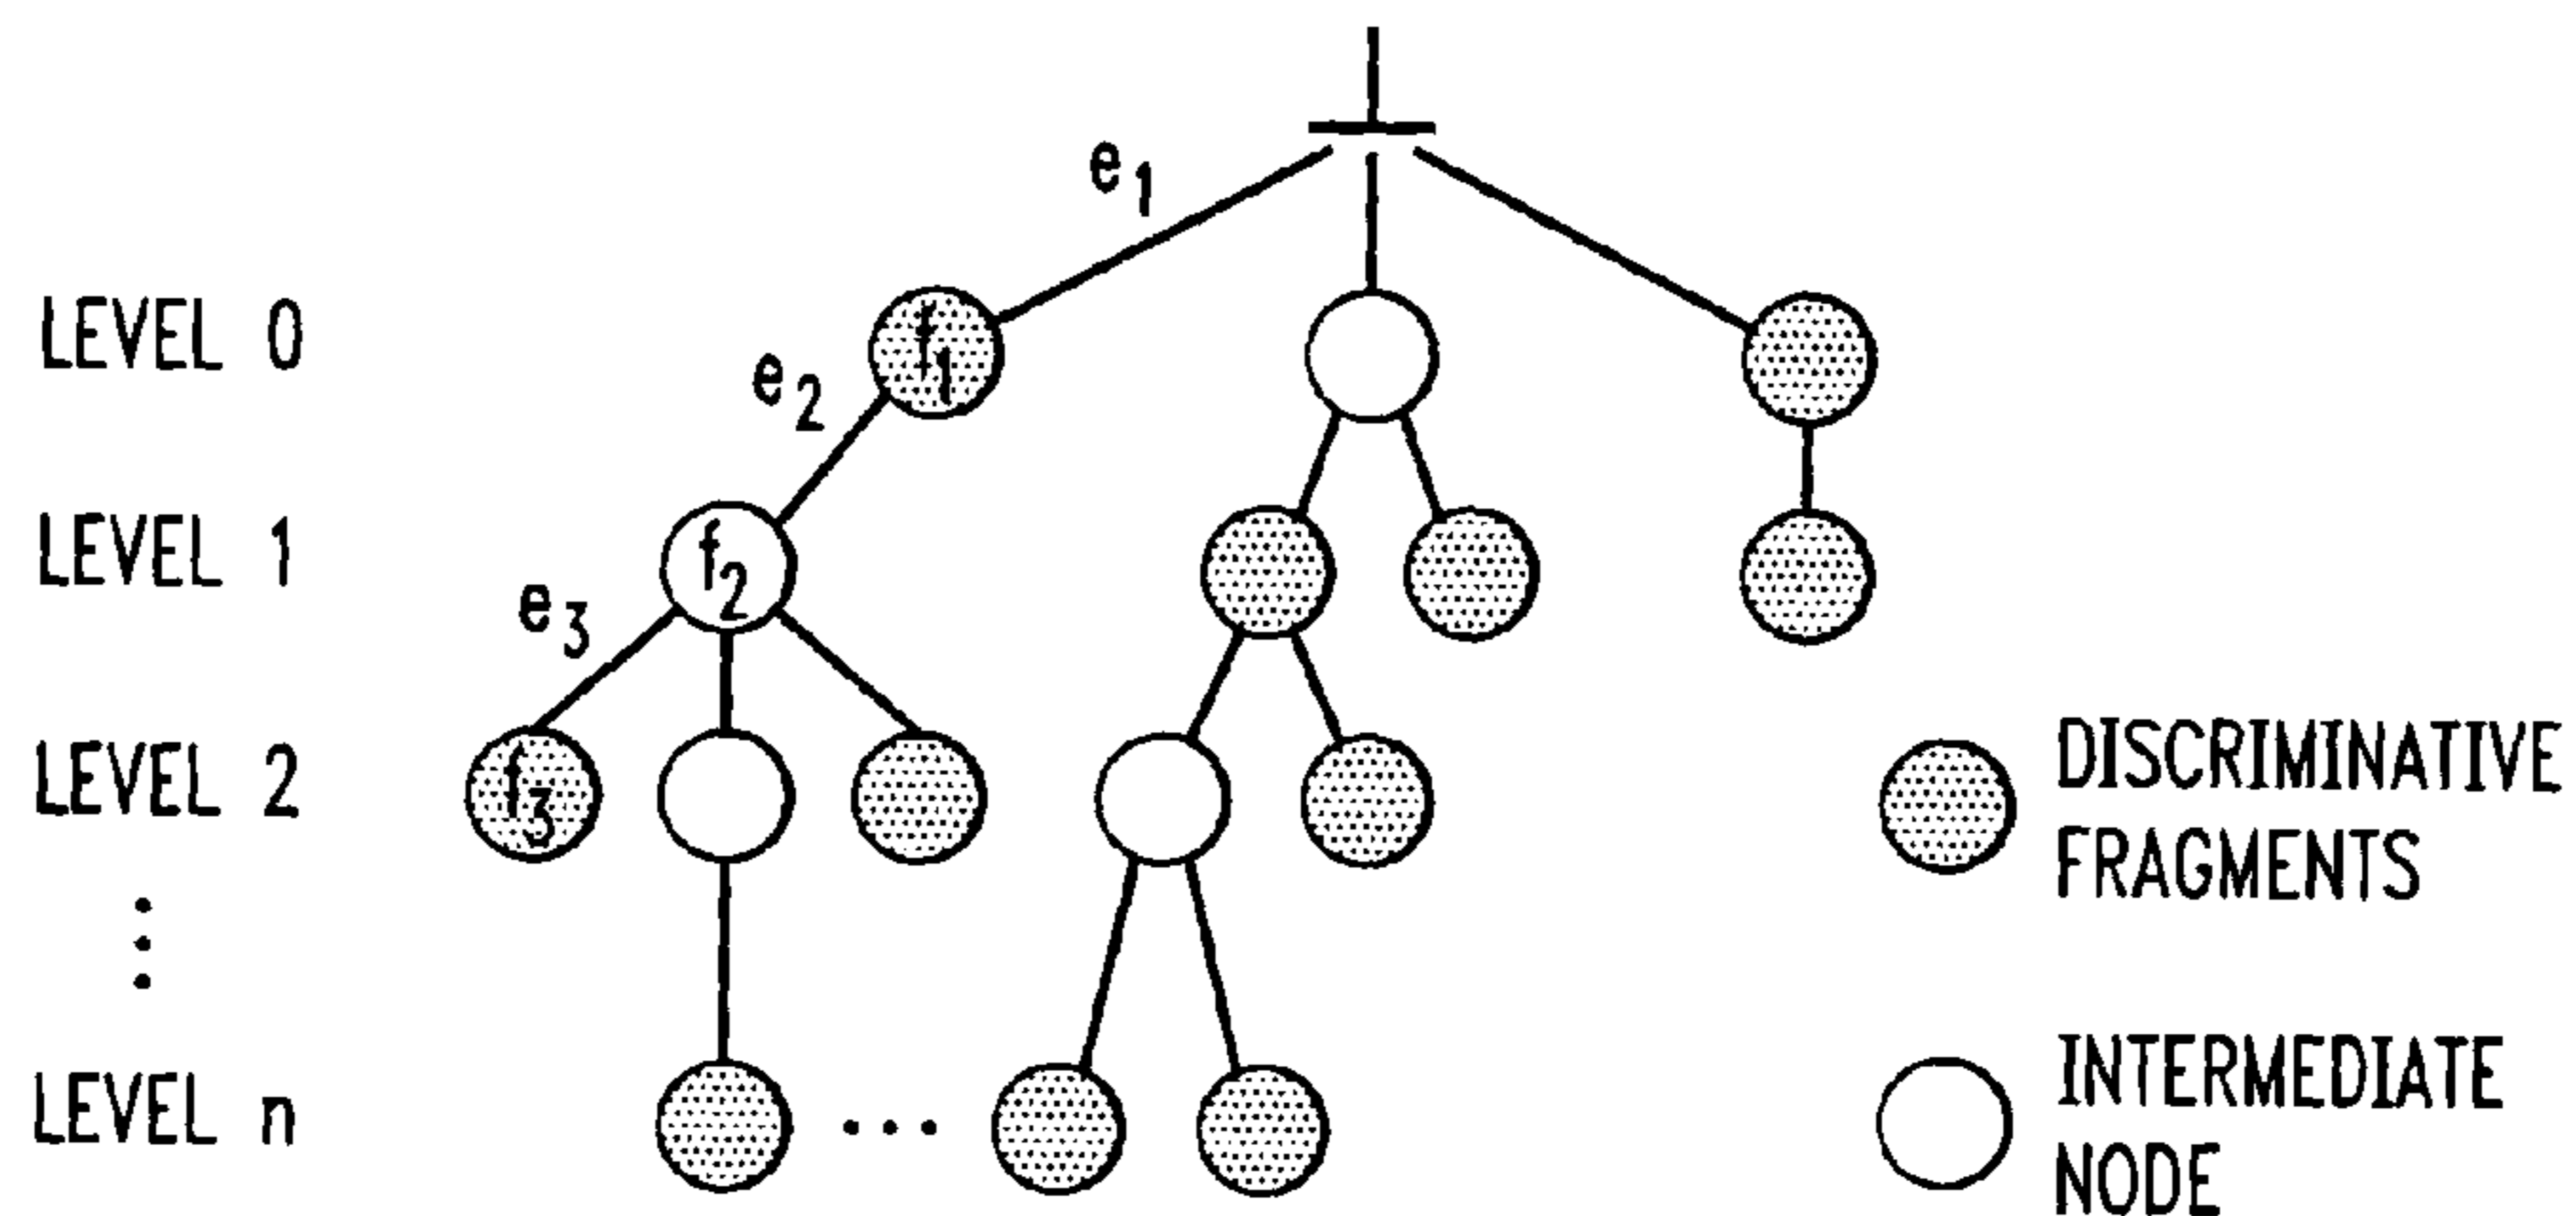 e1
LEVEL 0
f1
e2
LEVEL 1
f2
e3
LEVEL 2
f3
DISCRIMINATIVE
FRAGMENTS
LEVEL n
INTERMEDIATE
NODE